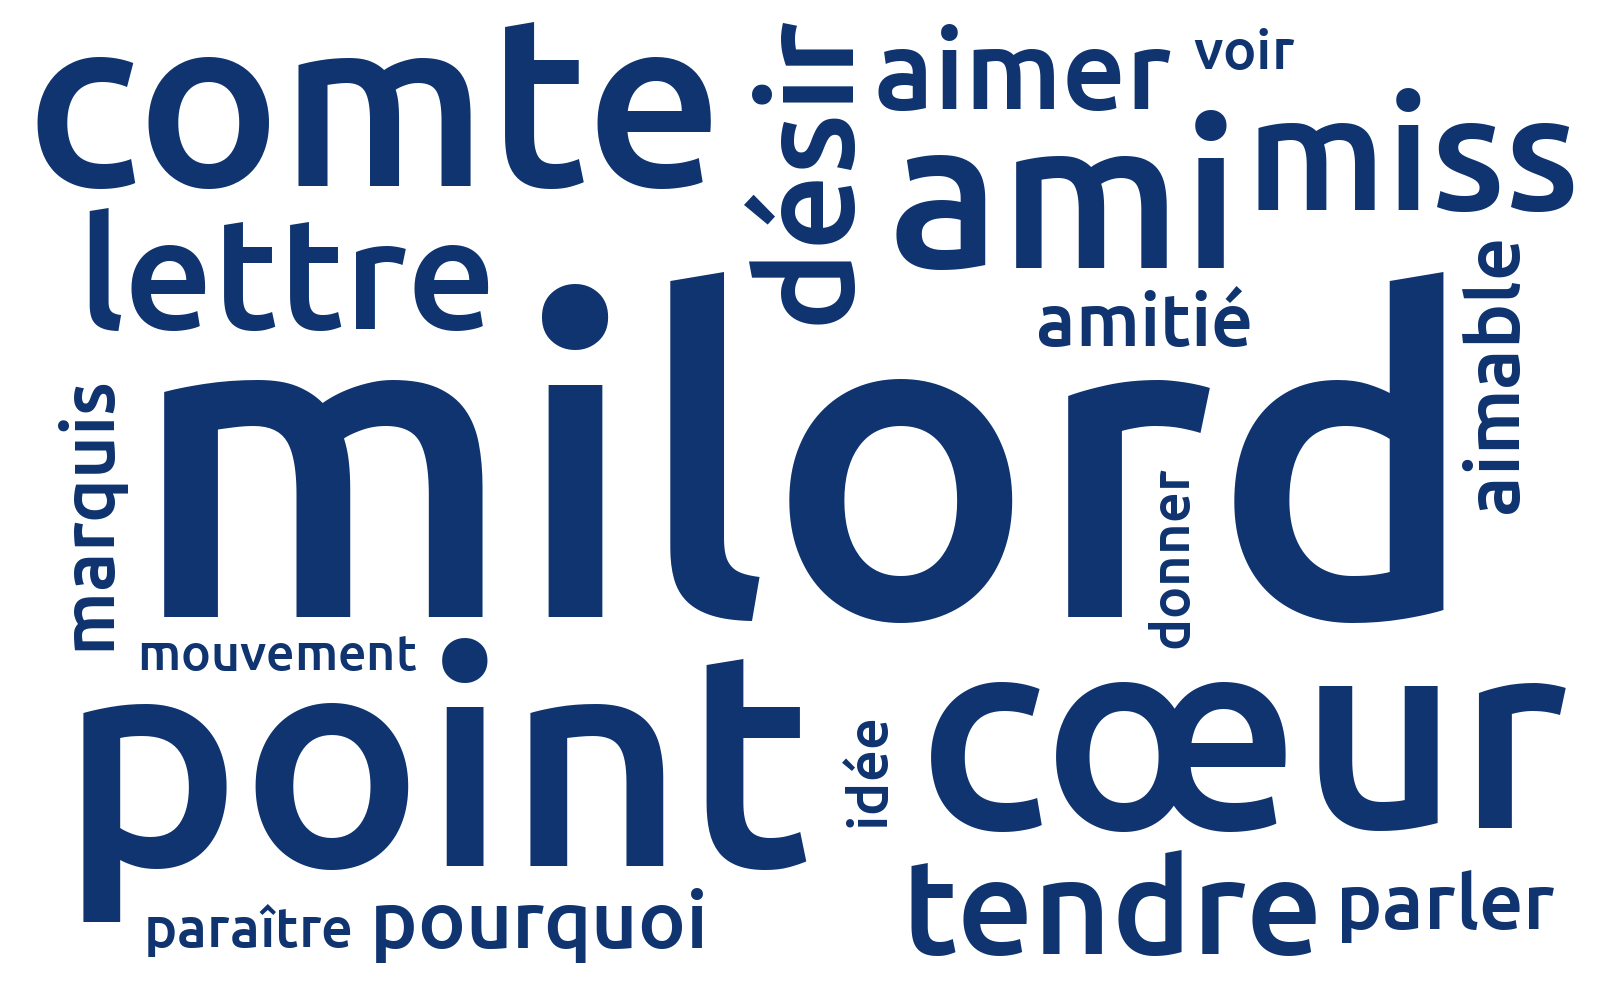 comte
désir
aimer
voir
ami
miss
lettre
milord
amitié
aimable
marquis
donner
mouvement
point
idée
cœur
paraître
pourquoi
tendre
parler